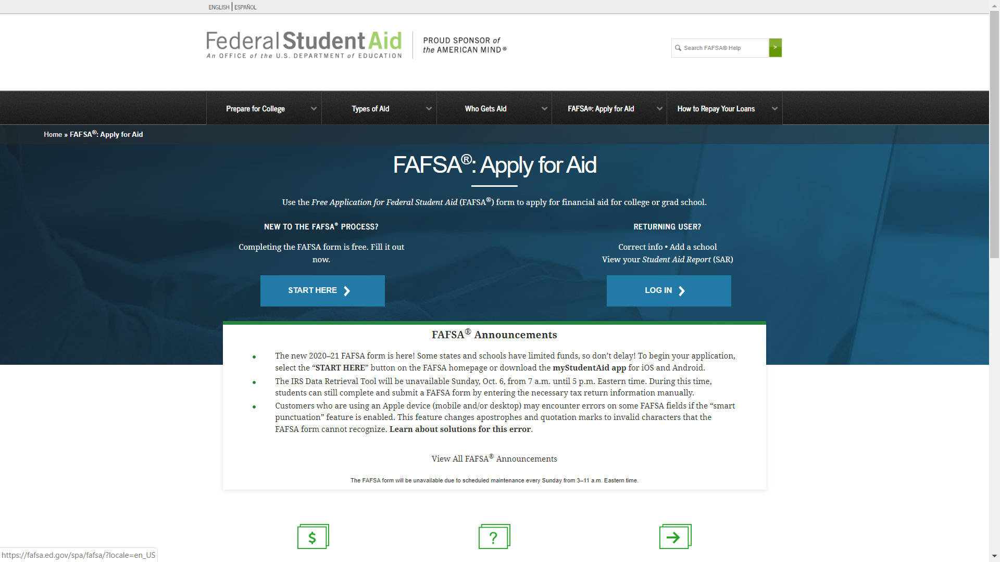 ENGLISH ESPAÑOL
Federal Student Aid
An OFFICE of the U.S. DEPARTMENT of EDUCATION
PROUD SPONSOR of
the AMERICAN MIND®
Search FAFSA® Help
>
Prepare for College
Types of Aid
Who Gets Aid
FAFSA®: Apply for Aid
How to Repay Your Loans
Home » FAFSA®: Apply for Aid
FAFSA®: Apply for Aid
Use the Free Application for Federal Student Aid (FAFSA®) form to apply for financial aid for college or grad school.
NEW TO THE FAFSA® PROCESS?
Completing the FAFSA form is free. Fill it out
now.
START HERE
RETURNING USER?
Correct info • Add a school
View your Student Aid Report (SAR)
LOG IN
FAFSA® Announcements
• The new 2020–21 FAFSA form is here! Some states and schools have limited funds, so don’t delay! To begin your application,
select the “START HERE” button on the FAFSA homepage or download the myStudentAid app for iOS and Android.
• The IRS Data Retrieval Tool will be unavailable Sunday, Oct. 6, from 7 a.m. until 5 p.m. Eastern time. During this time,
students can still complete and submit a FAFSA form by entering the necessary tax return information manually.
• Customers who are using an Apple device (mobile and/or desktop) may encounter errors on some FAFSA fields if the “smart
punctuation” feature is enabled. This feature changes apostrophes and quotation marks to invalid characters that the
FAFSA form cannot recognize. Learn about solutions for this error.
View All FAFSA® Announcements
The FAFSA form will be unavailable due to scheduled maintenance every Sunday from 3–11 a.m. Eastern time.
$
?
https://fafsa.ed.gov/spa/fafsa/?locale=en_US